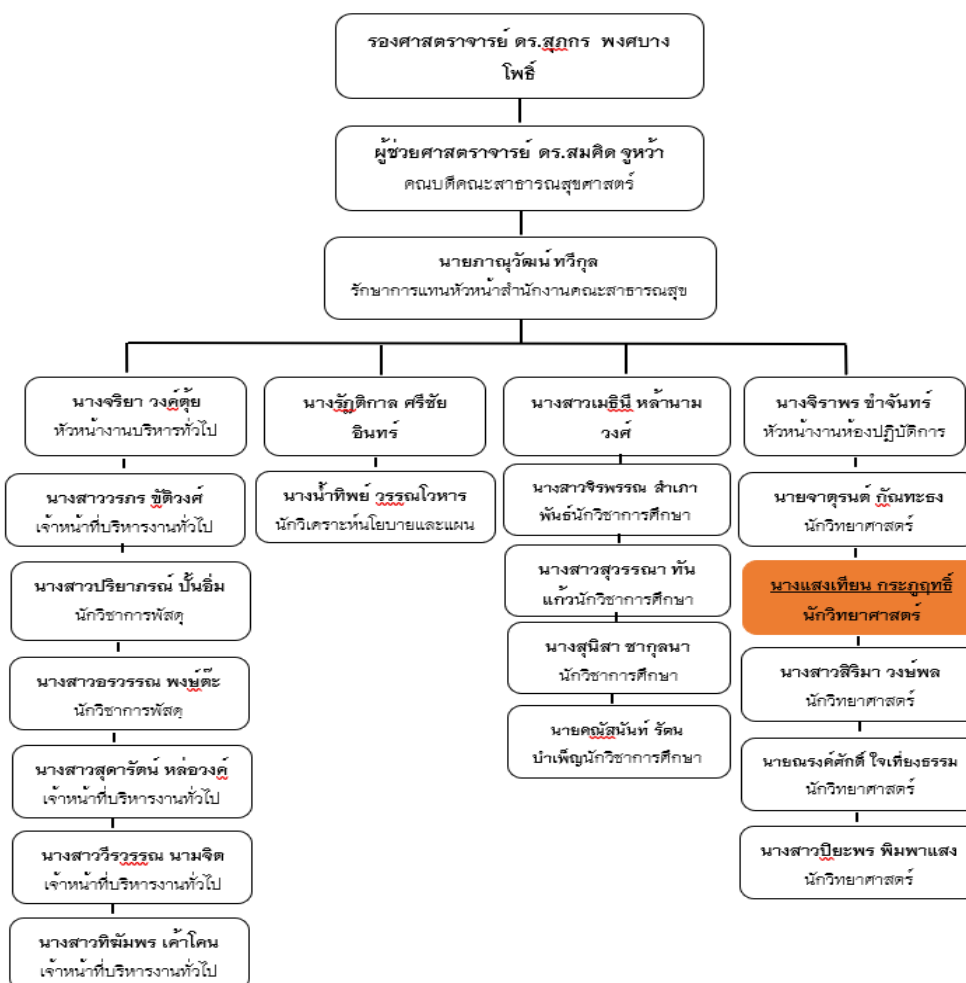 รองศาสตราจารย์ ดร.สุภกร พงศบาง
โพธิ์
ผู้ช่วยศาสตราจารย์ ดร.สมคิด จูหว้า
คณบดีคณะสาธารณสุขศาสตร์
นายภาณุวัฒน์ ทวีกุล
รักษาการแทนหัวหน้าสำนักงานคณะสาธารณสุข
นางจริยา วงค์ตุ้ย
หัวหน้างานบริหารทั่วไป
นางสาววรภร ขัติวงศ์
เจ้าหน้าที่บริหารงานทั่วไป
นางสาวปริยาภรณ์ ปั้นอิ่ม
นักวิชาการพัสดุ
นางสาวอรวรรณ พงษ์ต๊ะ
นักวิชาการพัสดุ
นางสาวสุดารัตน์ หล่อวงค์
เจ้าหน้าที่บริหารงานทั่วไป
นางสาววีรวรรณ นามจิต
เจ้าหน้าที่บริหารงานทั่วไป
นางสาวทิฆัมพร เค้าโคน
เจ้าหน้าที่บริหารงานทั่วไป
นางรัฏติกาล ศรีชัย
อินทร์
นางน้ำทิพย์ วรรณโวหาร
นักวิเคราะห์นโยบายและแผน
นางสาวเมธินี หล้านาม
วงศ์
นางสาวจิรพรรณ สำเภา
พันธ์นักวิชาการศึกษา
นางสาวสุวรรณา ทัน
แก้วนักวิชาการศึกษา
นางสุนิสา ชากุลนา
นักวิชาการศึกษา
นายคณัสนันท์ รัตน
บำเพ็ญนักวิชาการศึกษา
นางจิราพร ขำจันทร์
หัวหน้างานห้องปฏิบัติการ
นายจาตุรนต์ กัณทะธง
นักวิทยาศาสตร์
นางแสงเทียน กระภูฤทธิ์
นักวิทยาศาสตร์
นางสาวสิริมา วงษ์พล
นักวิทยาศาสตร์
นายณรงค์ศักดิ์ ใจเที่ยงธรรม
นักวิทยาศาสตร์
นางสาวปิยะพร พิมพาแสง
นักวิทยาศาสตร์